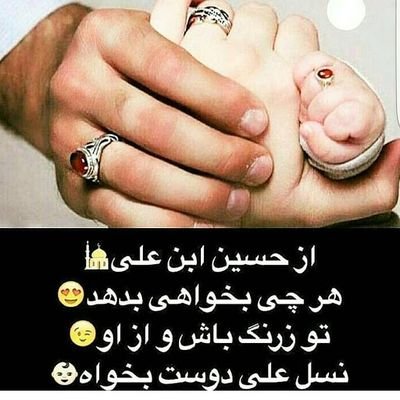 از حسین ابن علی🕌
هر چی بخواهی بدهد😍
تو زرنگ باش و از او😉
نسل علی دوست بخواه👶